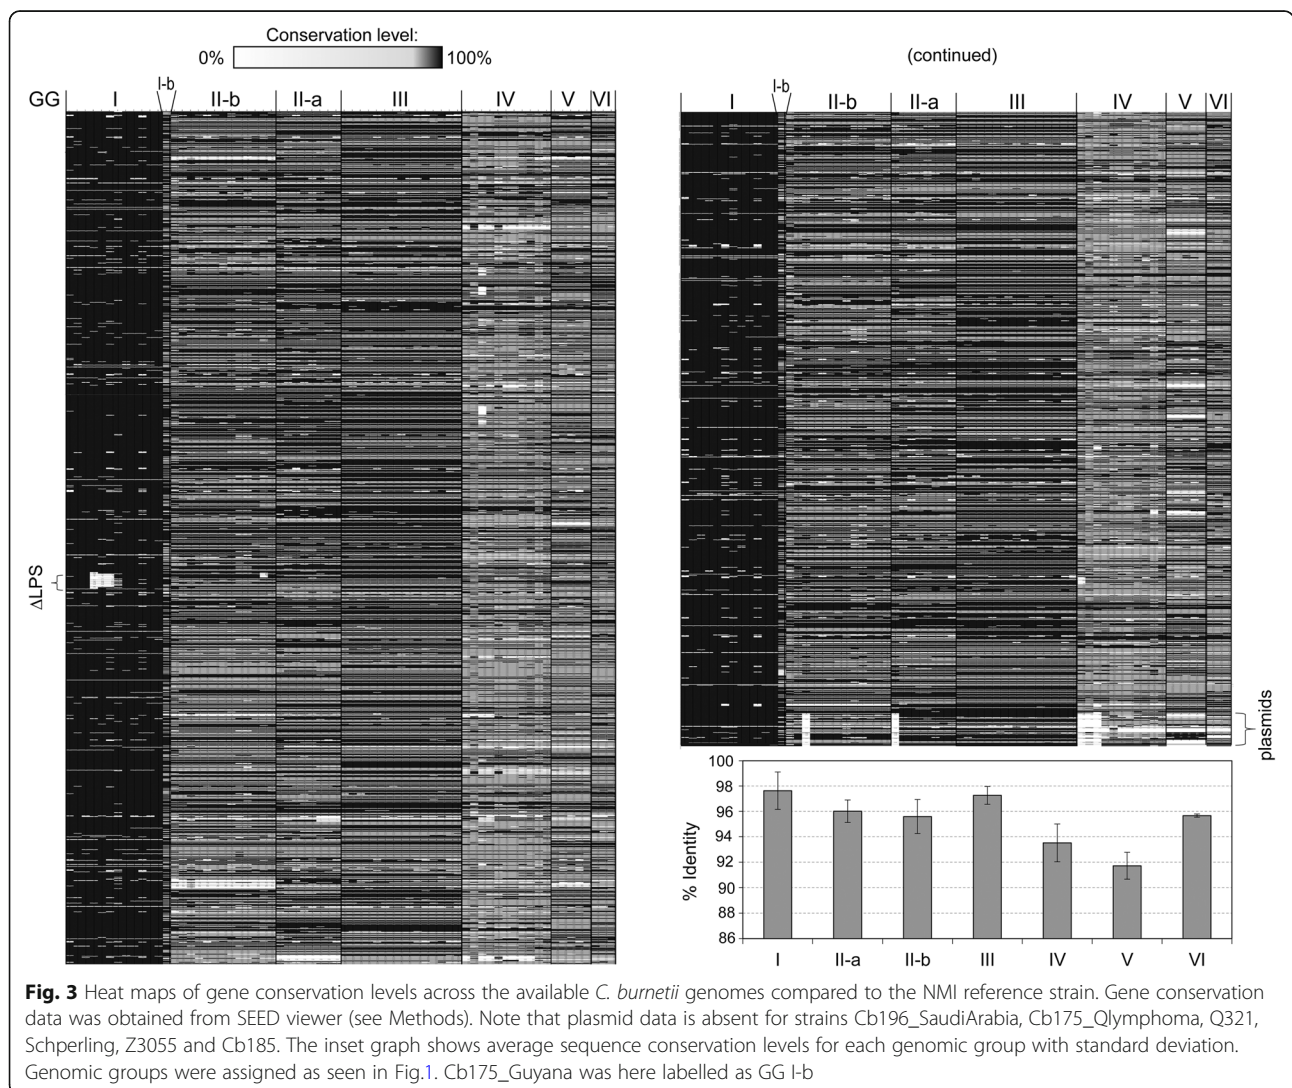 Conservation level:
0% 100%
(continued)
GG I I-b II-b II-a III IV V VI
I I-b II-b II-a III IV V VI
ΔLPS
plasmids
100
98
96
94
92
90
88
86
% Identity
I II-a II-b III IV V VI
Fig. 3 Heat maps of gene conservation levels across the available C. burnetii genomes compared to the NMI reference strain. Gene conservation
data was obtained from SEED viewer (see Methods). Note that plasmid data is absent for strains Cb196_SaudiArabia, Cb175_Qlymphoma, Q321,
Schperling, Z3055 and Cb185. The inset graph shows average sequence conservation levels for each genomic group with standard deviation.
Genomic groups were assigned as seen in Fig.1. Cb175_Guyana was here labelled as GG I-b